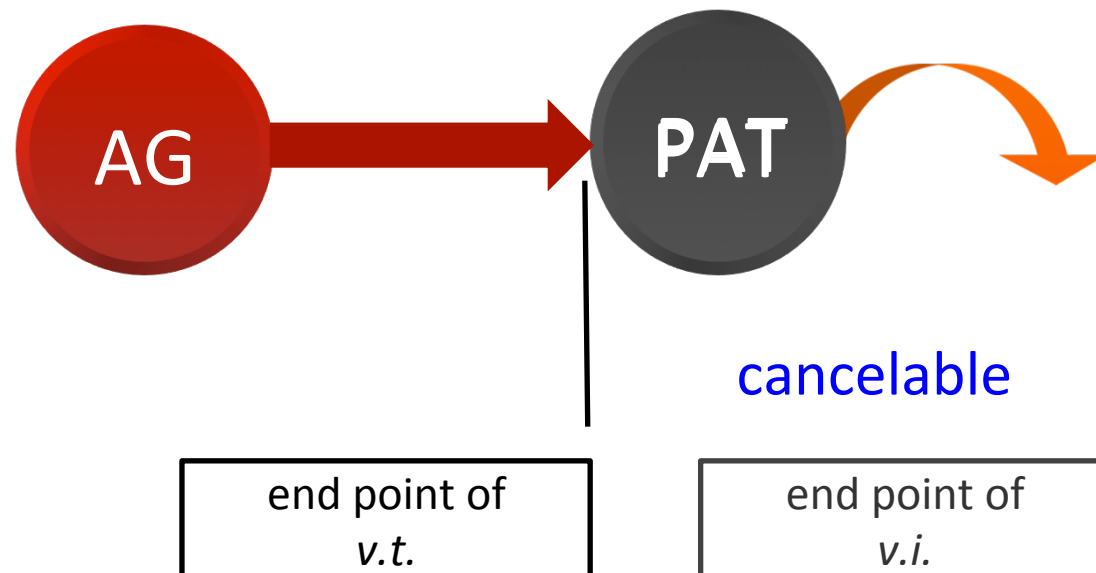 AG
PAT
cancelable
end point of
v.t.
end point of
v.i.